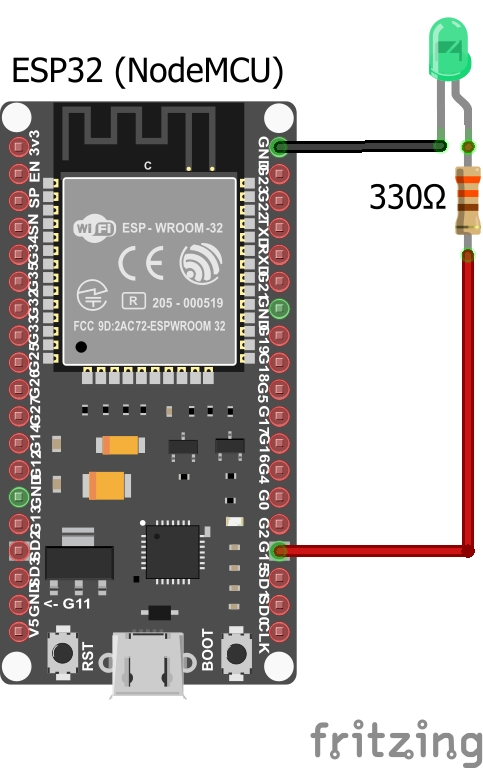 ESP32 (NodeMCU)
330Ω
C
WiFi
ESP-WROOM-32
CE
R 205-000519
FCC 9D:2AC72-ESPWROOM 32
3v3
EN
SP
SN
G34
G35
G32
G33
G25
G26
G27
G14
G12
GND
G13
SD2
SD3
GND
V5
GND
G23
G22
TXD
RXD
G21
GND
G19
G18
G5
G17
G16
G4
G0
G2
G15
SD1
SD0
CLK
<- G11
RST
BOOT
fritzing